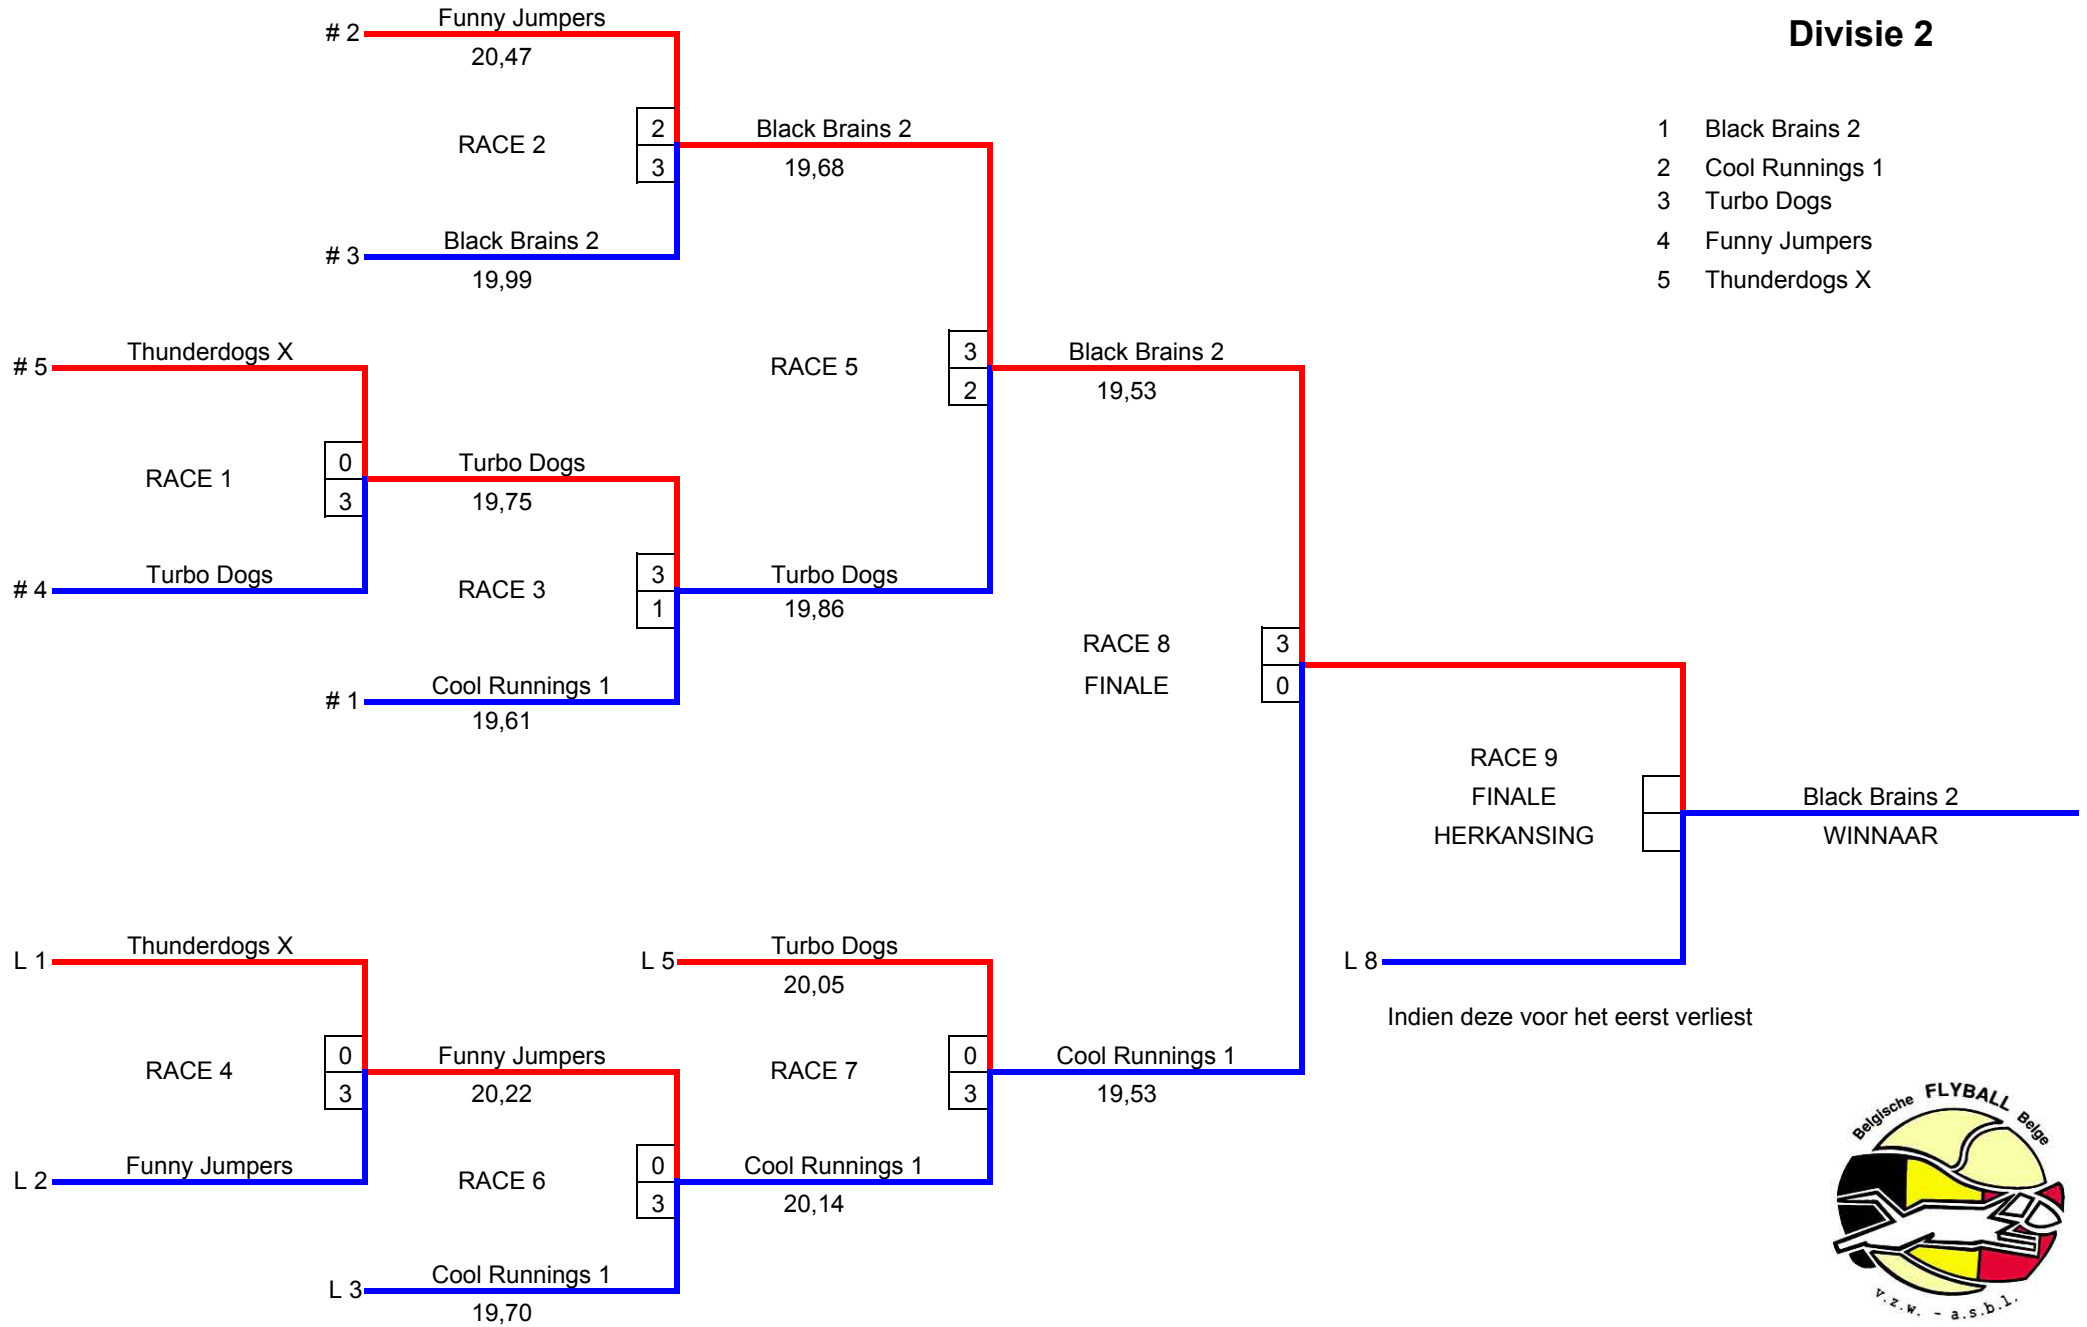 Divisie 2
1 Black Brains 2
2 Cool Runnings 1
3 Turbo Dogs
4 Funny Jumpers
5 Thunderdogs X
# 2 Funny Jumpers
20,47
RACE 2
2
3
# 3 Black Brains 2
19,99
Black Brains 2
19,68
# 5 Thunderdogs X
RACE 1
0
3
# 4 Turbo Dogs
Turbo Dogs
19,75
RACE 3
3
1
# 1 Cool Runnings 1
19,61
Turbo Dogs
19,86
RACE 5
3
2
Black Brains 2
19,53
RACE 8
FINALE
3
0
RACE 9
FINALE
HERKANSING
Black Brains 2
WINNAAR
L 8
Indien deze voor het eerst verliest
L 1 Thunderdogs X
RACE 4
0
3
L 2 Funny Jumpers
Funny Jumpers
20,22
RACE 6
0
3
L 3 Cool Runnings 1
19,70
L 5 Turbo Dogs
20,05
RACE 7
0
3
Cool Runnings 1
20,14
Cool Runnings 1
19,53
Belgische FLYBALL Belge
v.z.w. - a.s.b.l.